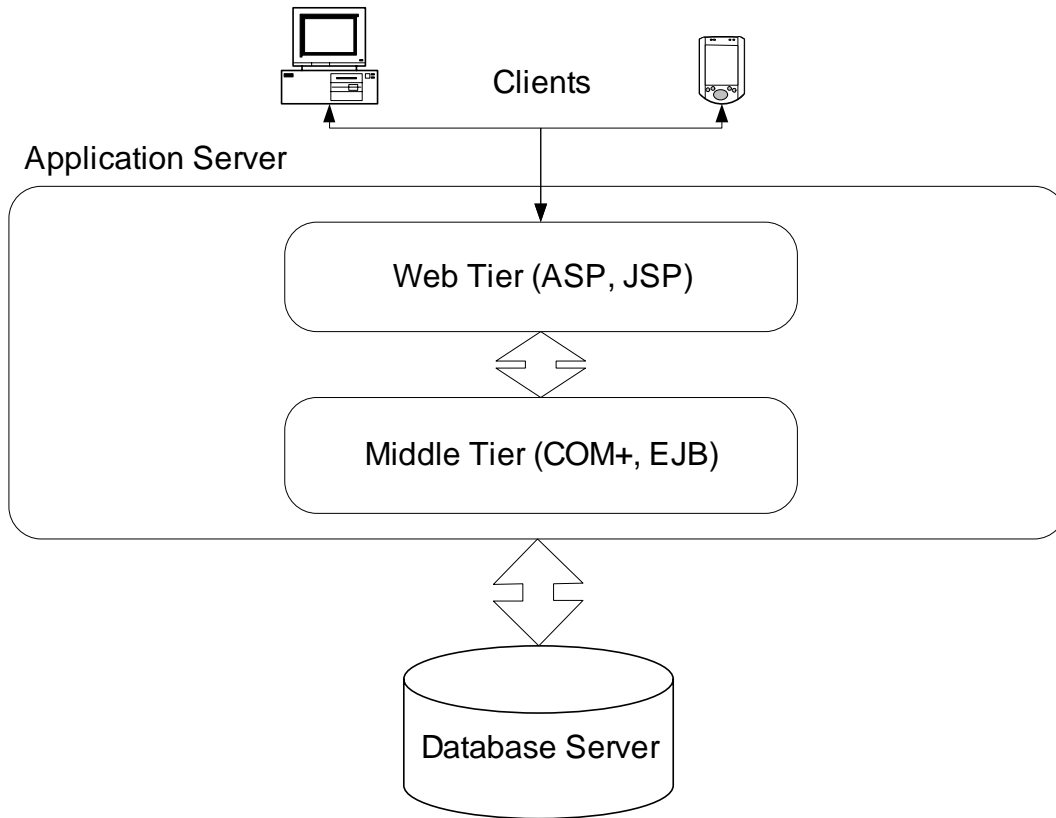 Clients
Application Server
Web Tier (ASP, JSP)
Middle Tier (COM+, EJB)
Database Server